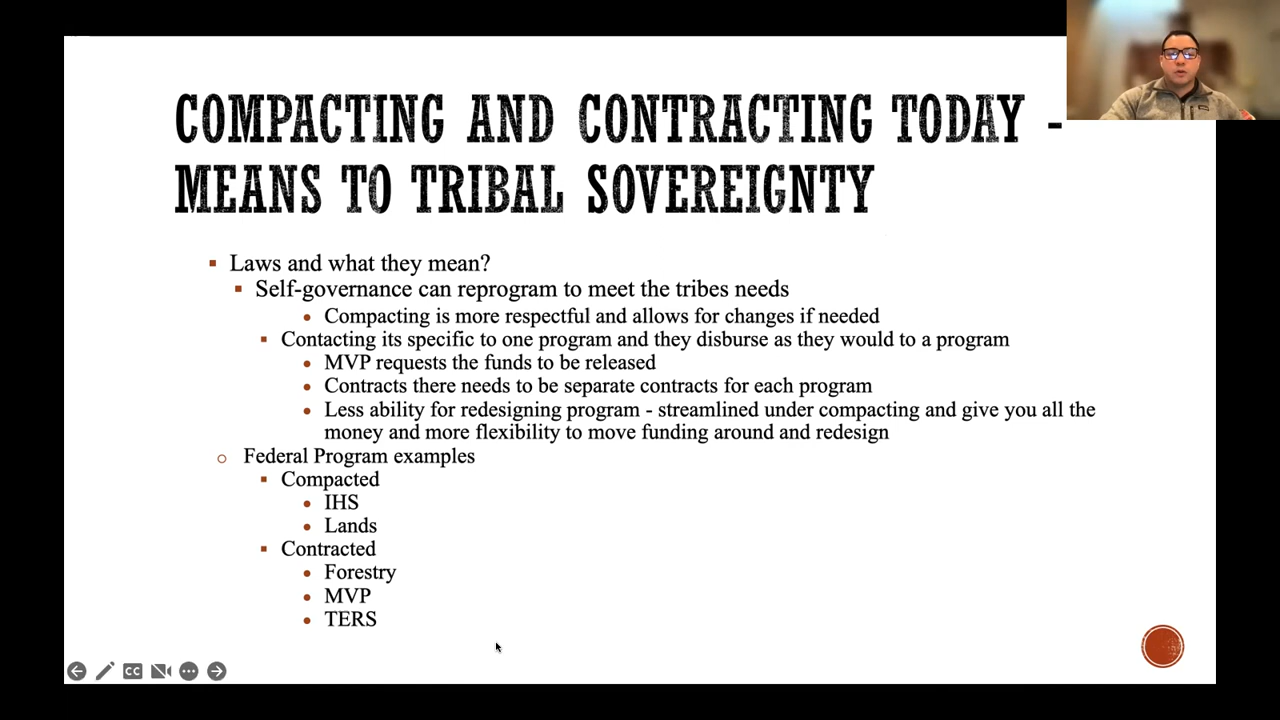 COMPACTING AND CONTRACTING TODAY -
MEANS TO TRIBAL SOVEREIGNTY
Laws and what they mean?
Self-governance can reprogram to meet the tribes needs
Compacting is more respectful and allows for changes if needed
Contacting its specific to one program and they disburse as they would to a program
MVP requests the funds to be released
Contracts there needs to be separate contracts for each program
Less ability for redesigning program - streamlined under compacting and give you all the
money and more flexibility to move funding around and redesign
Federal Program examples
Compacted
IHS
Lands
Contracted
Forestry
MVP
TERS
CC